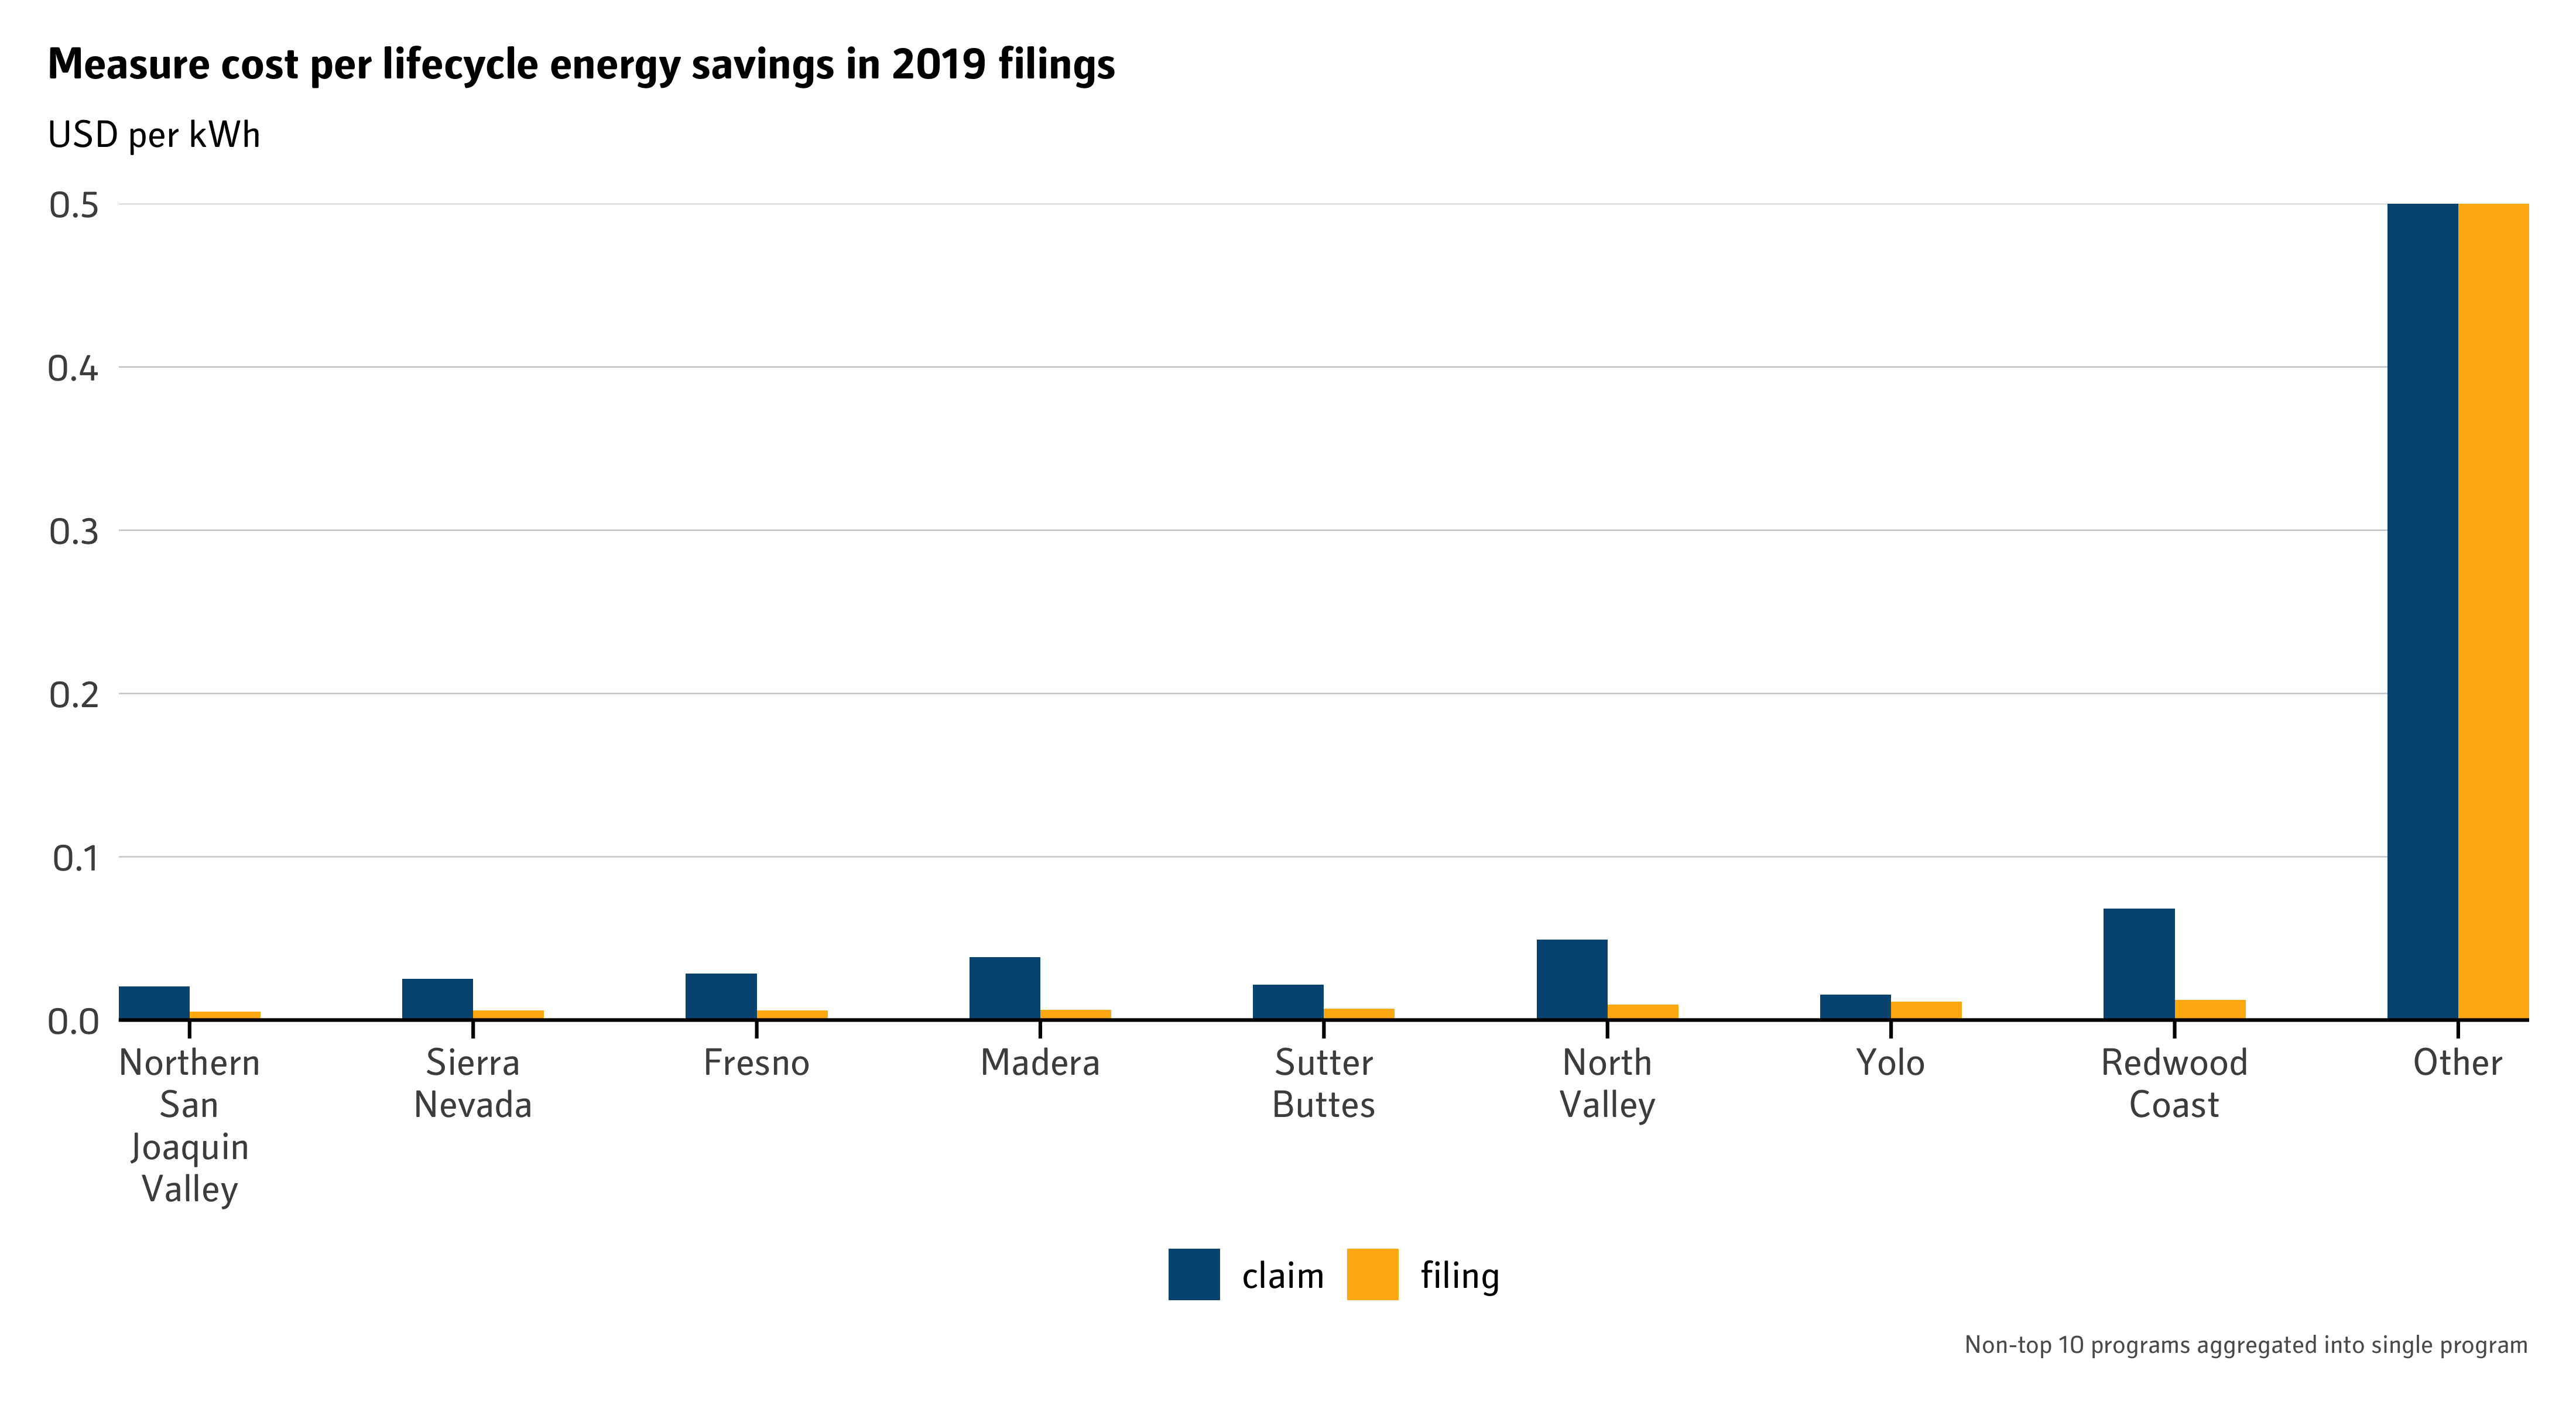 Measure cost per lifecycle energy savings in 2019 filings
USD per kWh
0.5
0.4
0.3
0.2
0.1
0.0
Northern
San
Joaquin
Valley
Sierra
Nevada
Fresno
Madera
Sutter
Buttes
North
Valley
Yolo
Redwood
Coast
Other
claim
filing
Non-top 10 programs aggregated into single program